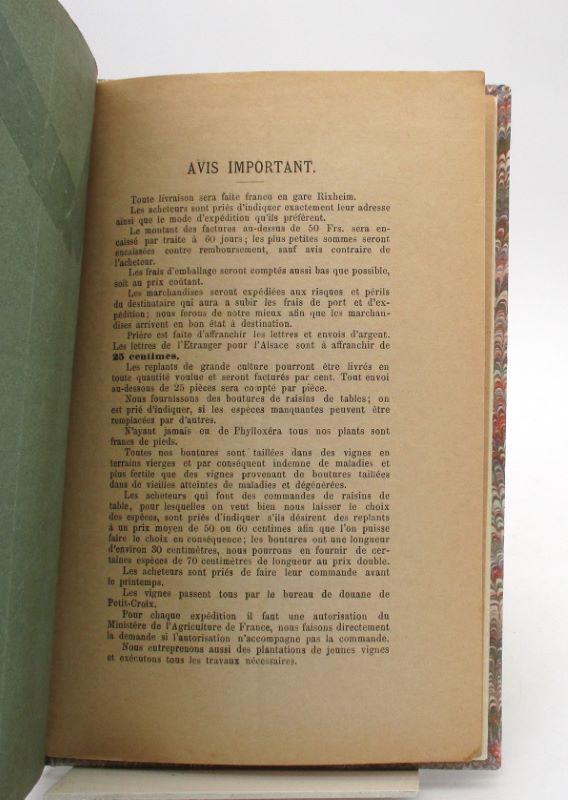 AVIS IMPORTANT.
Toute livraison sera faite franco en gare Rixheim.
Les acheteurs sont priés d'indiquer exactement leur adresse
ainsi que le mode d'expédition qu'ils préfèrent.
Le montant des factures au-dessus de 50 Frs. sera en-
caissé par traite à 60 jours; les plus petites sommes seront
encaissées contre remboursement, sauf avis contraire de
l'acheteur.
Les frais d'emballage seront comptés aussi bas que possible,
soit au prix coûtant.
Les marchandises seront expédiées aux risques et périls
du destinataire qui aura a subir les frais de port et d'ex-
pédition; nous ferons de notre mieux afin que les marchan-
dises arrivent en bon état à destination.
Prière est faite d'affranchir les lettres et envois d'argent.
Les lettres de l'Etranger pour l'Alsace sont à affranchir de
25 centimes.
Les replants de grande culture pourront être livrés en
toute quantité voulue et seront facturés par cent. Tout envoi
au-dessous de 25 pièces sera compté par pièce.
Nous fournissons des boutures de raisins de tables; on
est prié d'indiquer, si les espèces manquantes peuvent être
remplacées par d'autres.
N'ayant jamais eu de Phylloxéra tous nos plants sont
francs de pieds.
Toutes nos boutures sont taillées dans des vignes en
terrains vierges et par conséquent indemne de maladies et
plus fertile que des vignes provenant de boutures taillées
dans de vieilles atteintes de maladies et dégénérées.
Les acheteurs qui font des commandes de raisins de
table, pour lesquelles on veut bien nous laisser le choix
des espèces, sont priés d'indiquer s'ils désirent des replants
à un prix moyen de 50 ou 60 centimes afin que l'on puisse
faire le choix en conséquence; les boutures ont une longueur
d'environ 30 centimètres, nous pourrons en fournir de cer-
taines espèces de 70 centimètres de longueur au prix double.
Les acheteurs sont priés de faire leur commande avant
le printemps.
Les vignes passent tous par le bureau de douane de
Petit-Croix.
Pour chaque expédition il faut une autorisation du
Ministère de l'Agriculture de France, nous faisons directement
la demande si l'autorisation n'accompagne pas la commande.
Nous entreprenons aussi des plantations de jeunes vignes
et exécutons tous les travaux nécessaires.